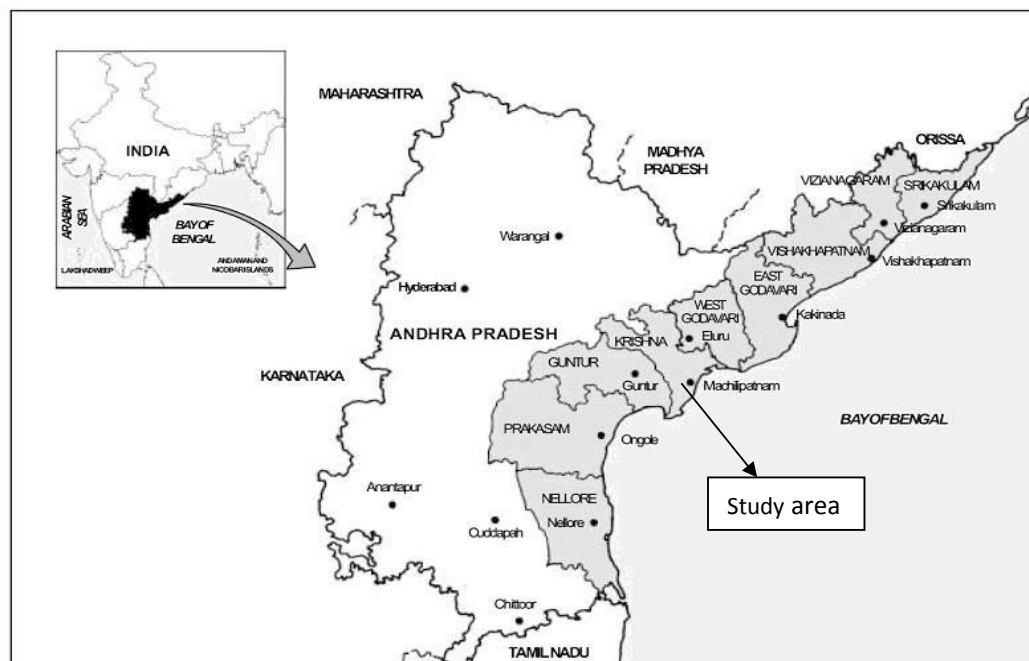 MAHARASHTRA
INDIA
ARABIAN
SEA
BAY OF
BENGAL
LAKSHADWEEP
ANDAMAN AND
NICOBAR ISLANDS
MADHYA
PRADESH
ORISSA
VIZIANAGARAM
SRIKAKULAM
Srikakulam
Vizianagaram
Warangal
VISHAKHAPATNAM
Vishakhapatnam
EAST
GODAVARI
Hyderabad
WEST
GODAVARI
Kakinada
ANDHRA PRADESH
KRISHNA
Eluru
GUNTUR
KARNATAKA
Guntur
Machilipatnam
BAYOFBENGAL
PRAKASAM
Ongole
Anantapur
NELLORE
Nellore
Cuddapah
Study area
Chittoor
TAMIL NADU